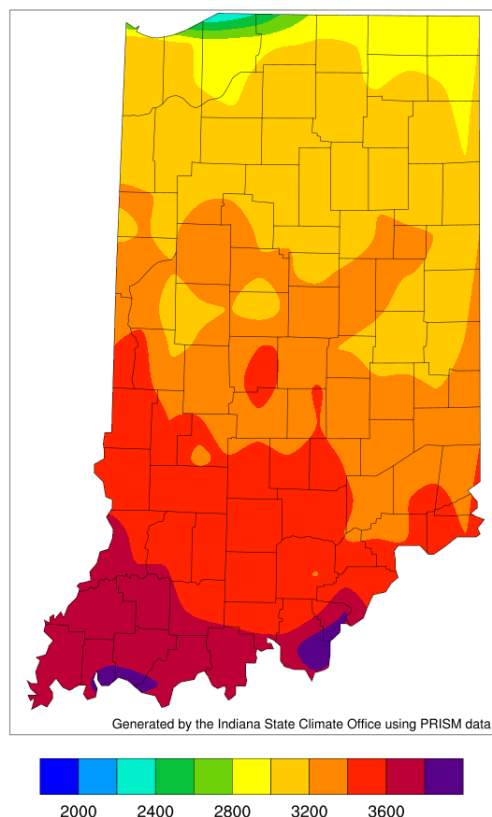 Generated by the Indiana State Climate Office using PRISM data
2000 2400 2800 3200 3600